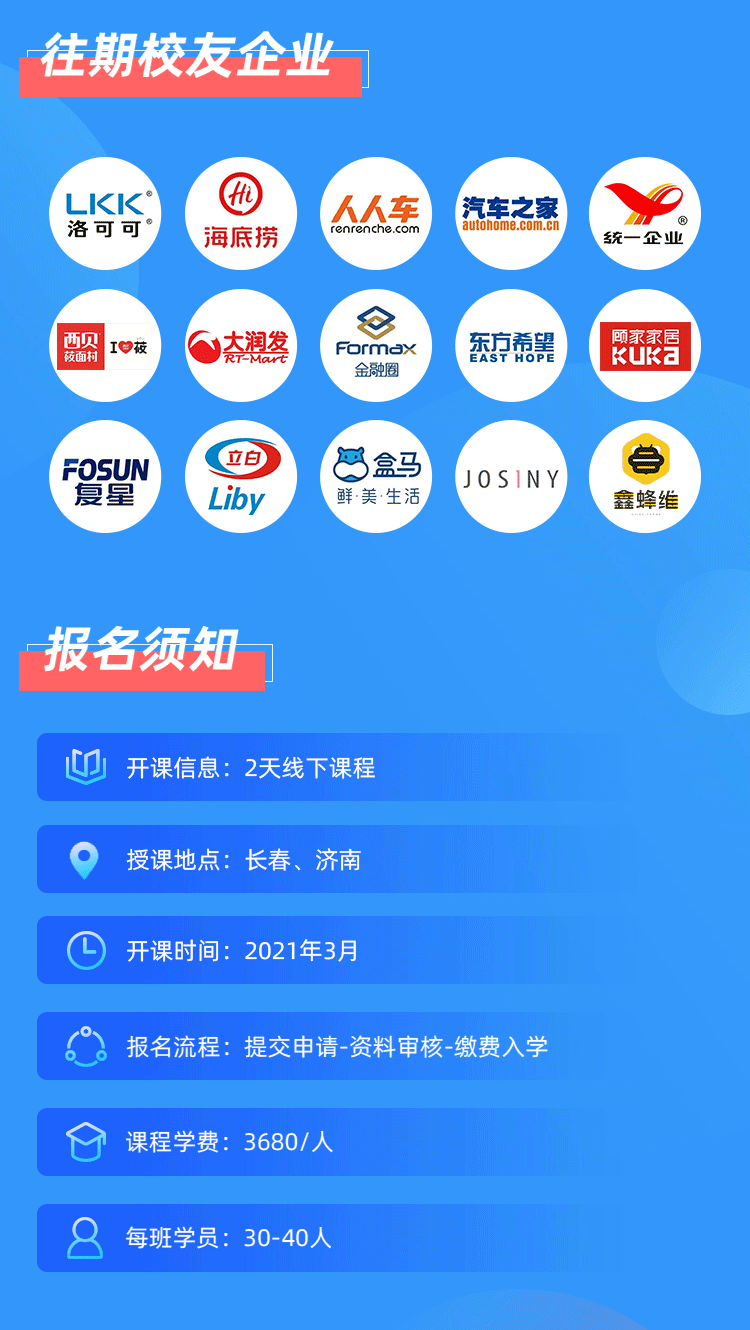 往期校友企业
LKK®
洛可可®
Hi
海底捞
人人车
renrenche.com
汽车之家
autohome.com.cn
®
统一企业
西贝
莜面村
I
莜
大润发
RT-Mart
Formax
金融圈
东方希望
EAST HOPE
顾家家居
KUKa
FOSUN
复星
立白
Liby
盒马
鲜·美·生活
JOSINY
鑫蜂维
报名须知
开课信息：2天线下课程
授课地点：长春、济南
开课时间：2021年3月
报名流程：提交申请-资料审核-缴费入学
课程学费：3680/人
每班学员：30-40人